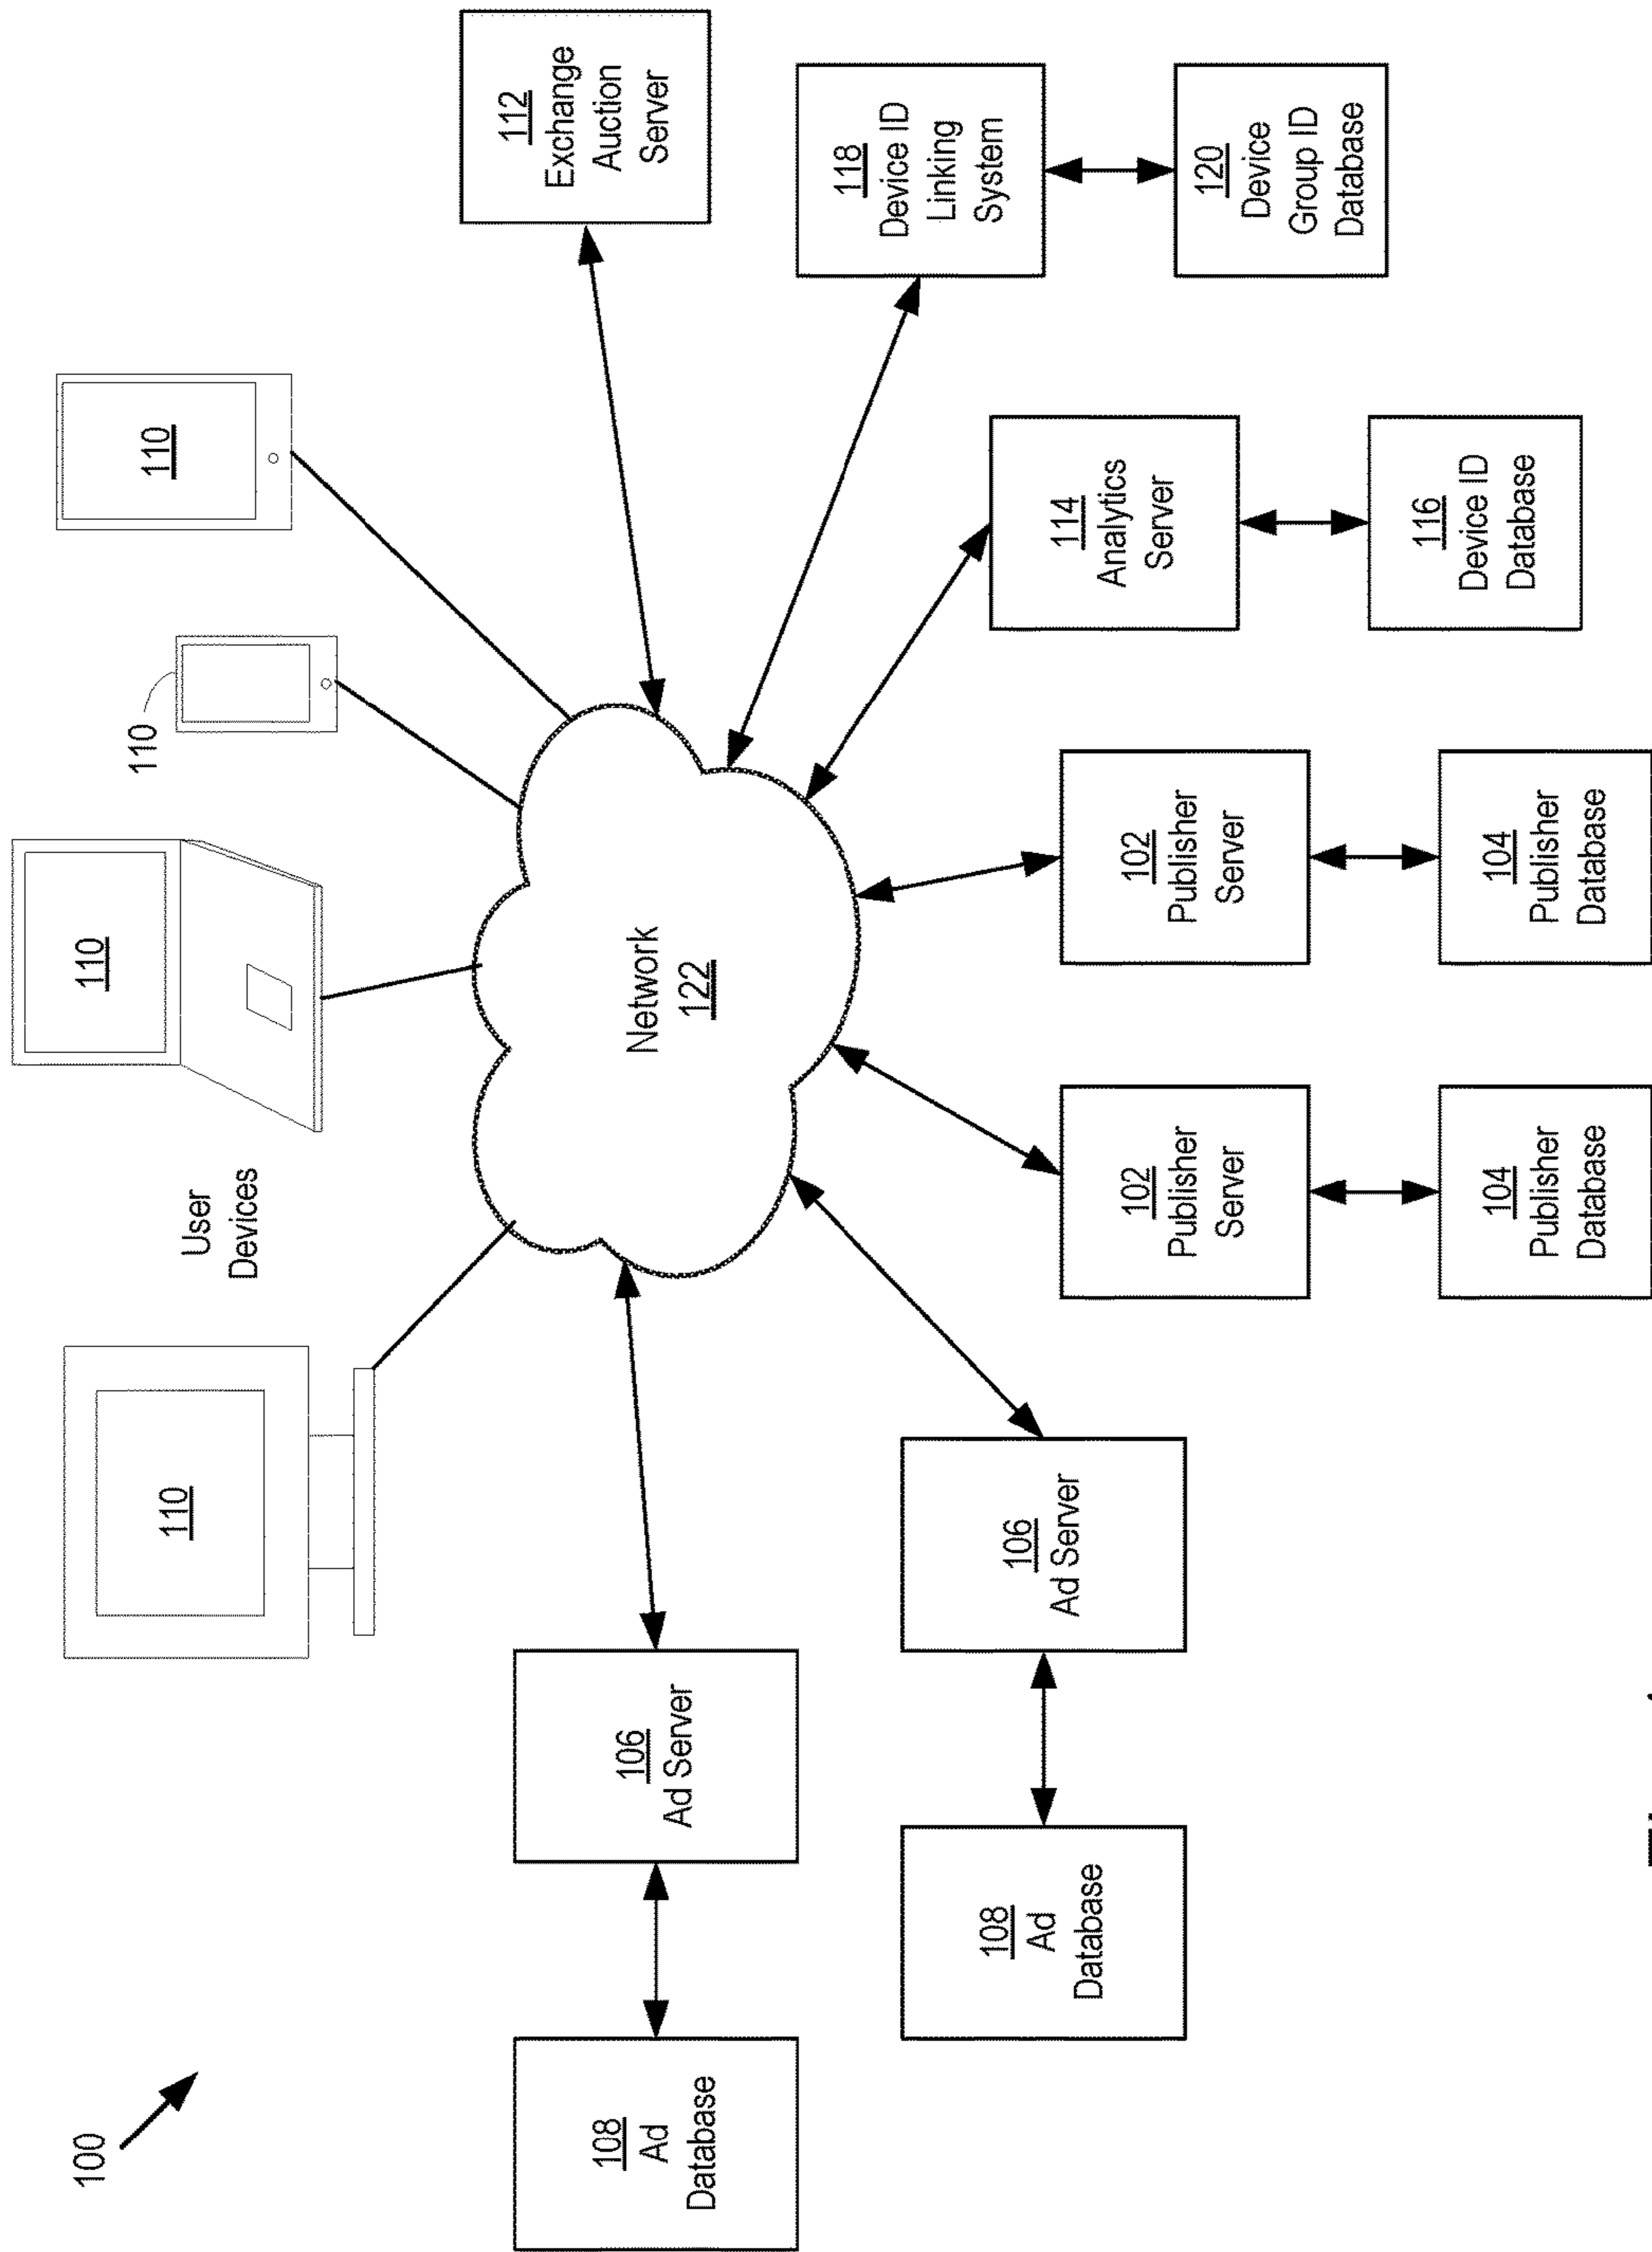 100
110
User
Devices
110
110
110
Network
122
112
Exchange
Auction
Server
118
Device ID
Linking
System
120
Device
Group ID
Database
114
Analytics
Server
116
Device ID
Database
102
Publisher
Server
104
Publisher
Database
102
Publisher
Server
104
Publisher
Database
106
Ad Server
108
Ad
Database
106
Ad Server
108
Ad
Database